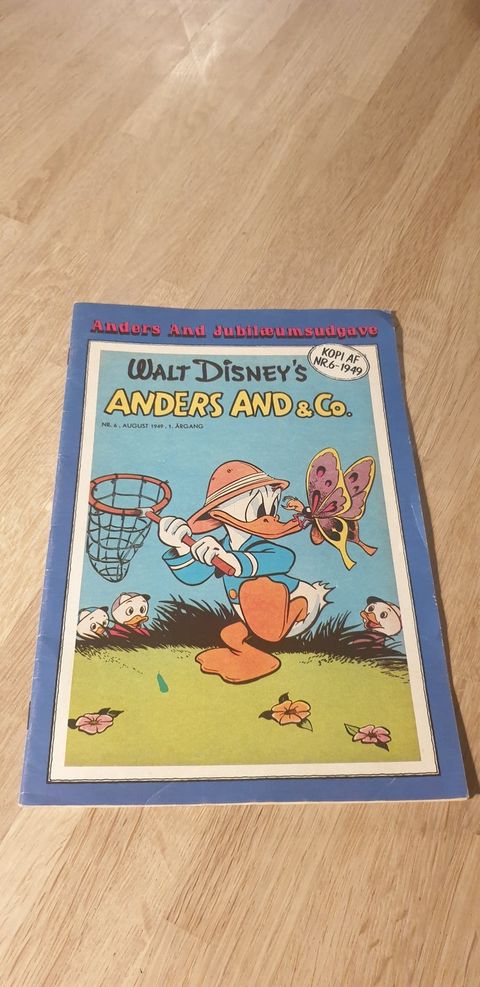 Anders And Jubilæumsudgave
KOPI AF
NR.6-1949
WALT DISNEY'S
ANDERS AND & Co.
NR. 6 . AUGUST 1949 . 1. ÅRGANG